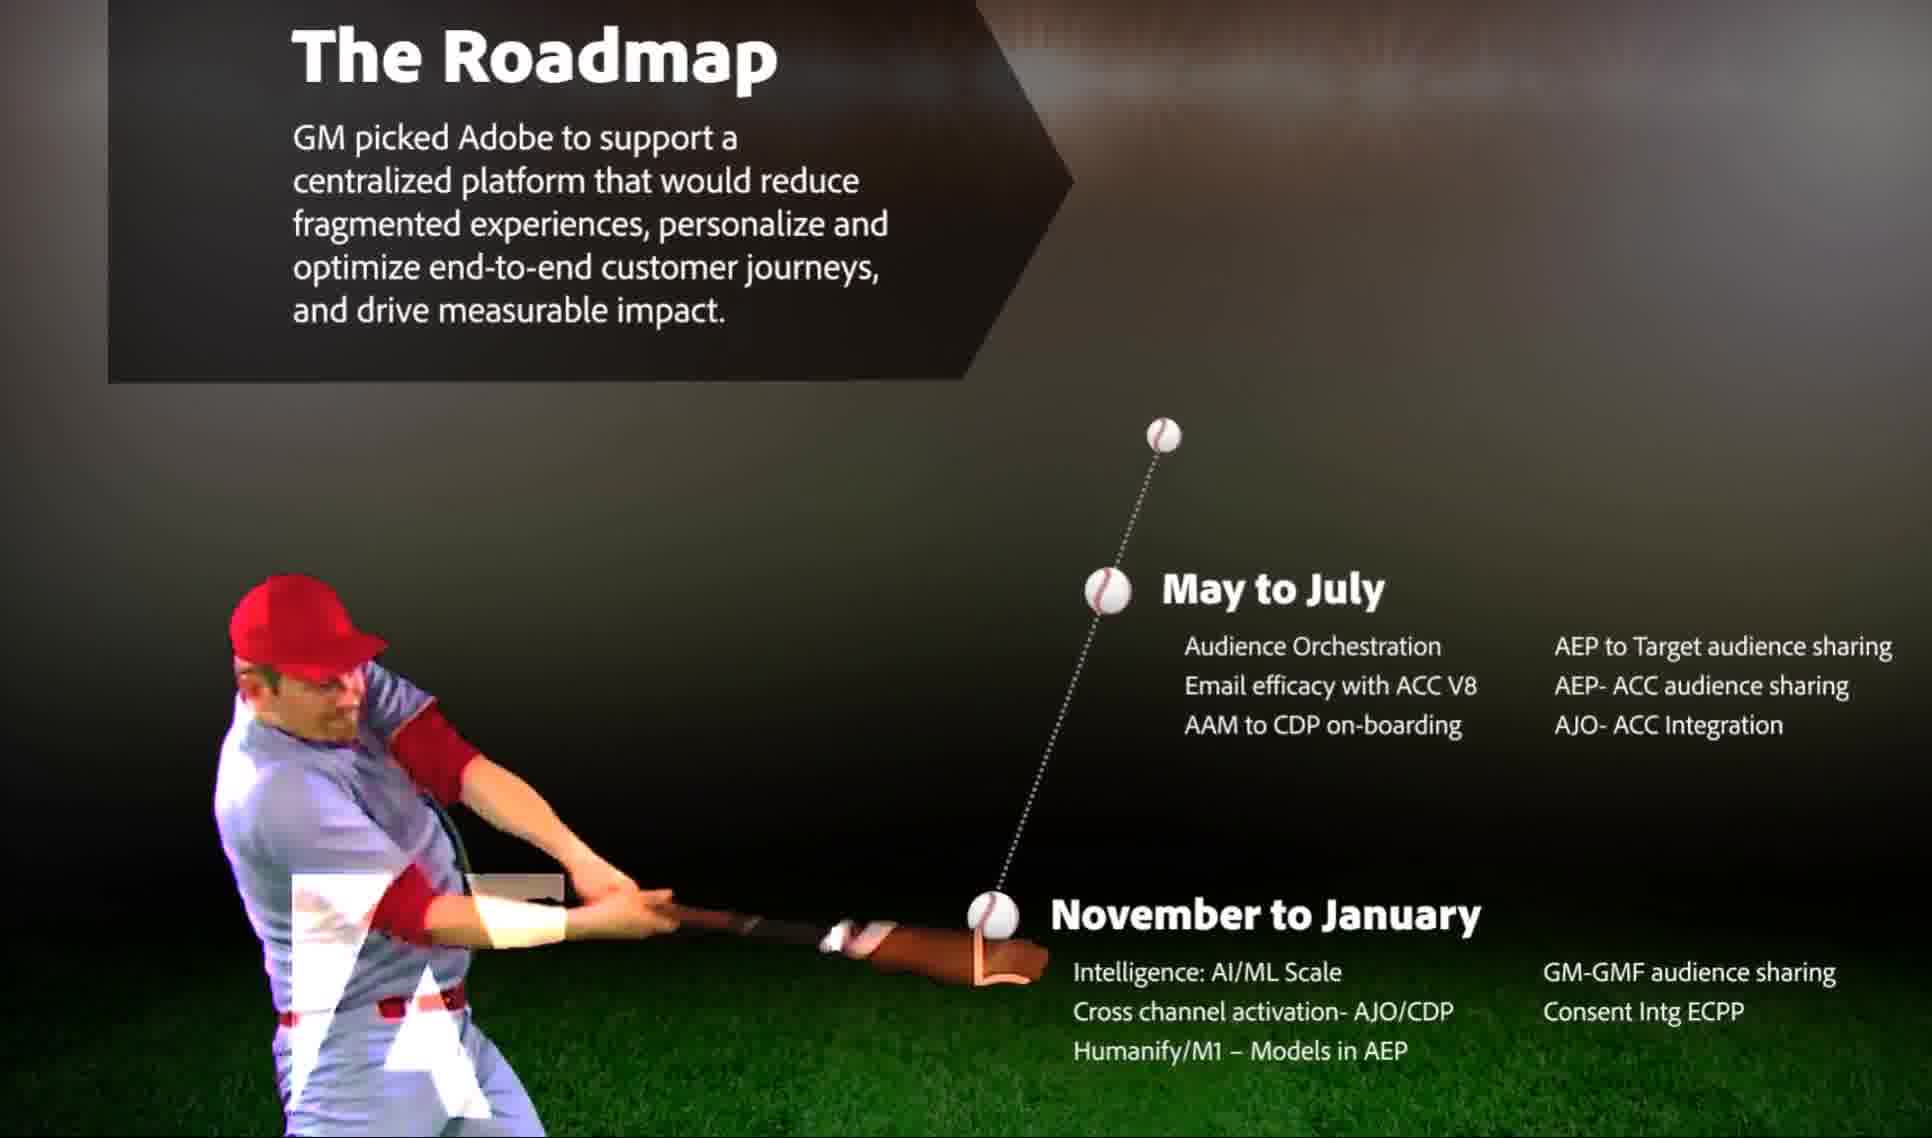 The Roadmap
GM picked Adobe to support a
centralized platform that would reduce
fragmented experiences, personalize and
optimize end-to-end customer journeys,
and drive measurable impact.
May to July
Audience Orchestration
Email efficacy with ACC V8
AAM to CDP on-boarding
AEP to Target audience sharing
AEP- ACC audience sharing
AJO- ACC Integration
November to January
Intelligence: AI/ML Scale
Cross channel activation- AJO/CDP
Humanify/M1 – Models in AEP
GM-GMF audience sharing
Consent Intg ECPP